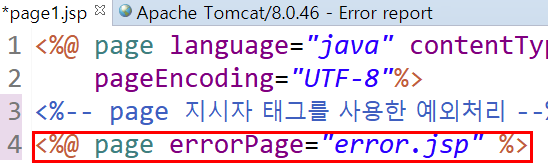 *page1.jsp Apache Tomcat/8.0.46 - Error report
1 <%@ page language="java" contentTyp
pageEncoding="UTF-8"%>
3 <%-- page 지시자 태그를 사용한 예외처리 --%
4 <%@ page errorPage="error.jsp" %>